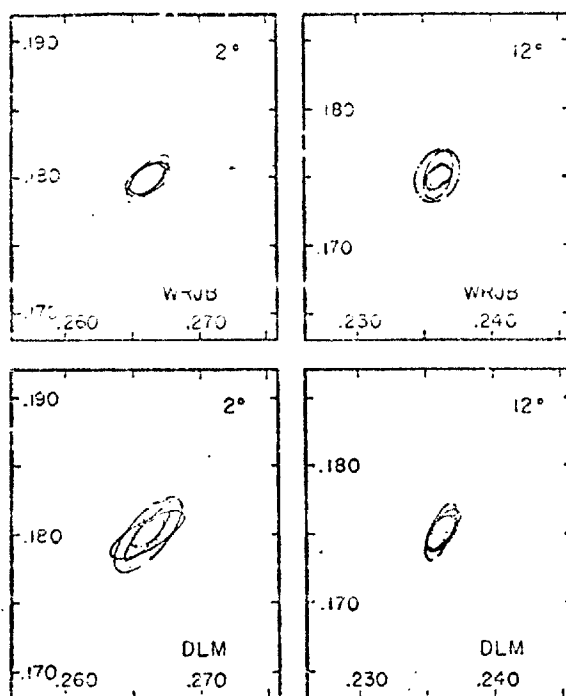 .190 2° 12°
.180
.180
.170
.170 WRJB WRJB
.260 .270 .230 .240
.190 2° 12°
.180
.180
.170
DLM DLM
.170 .260 .270 .230 .240